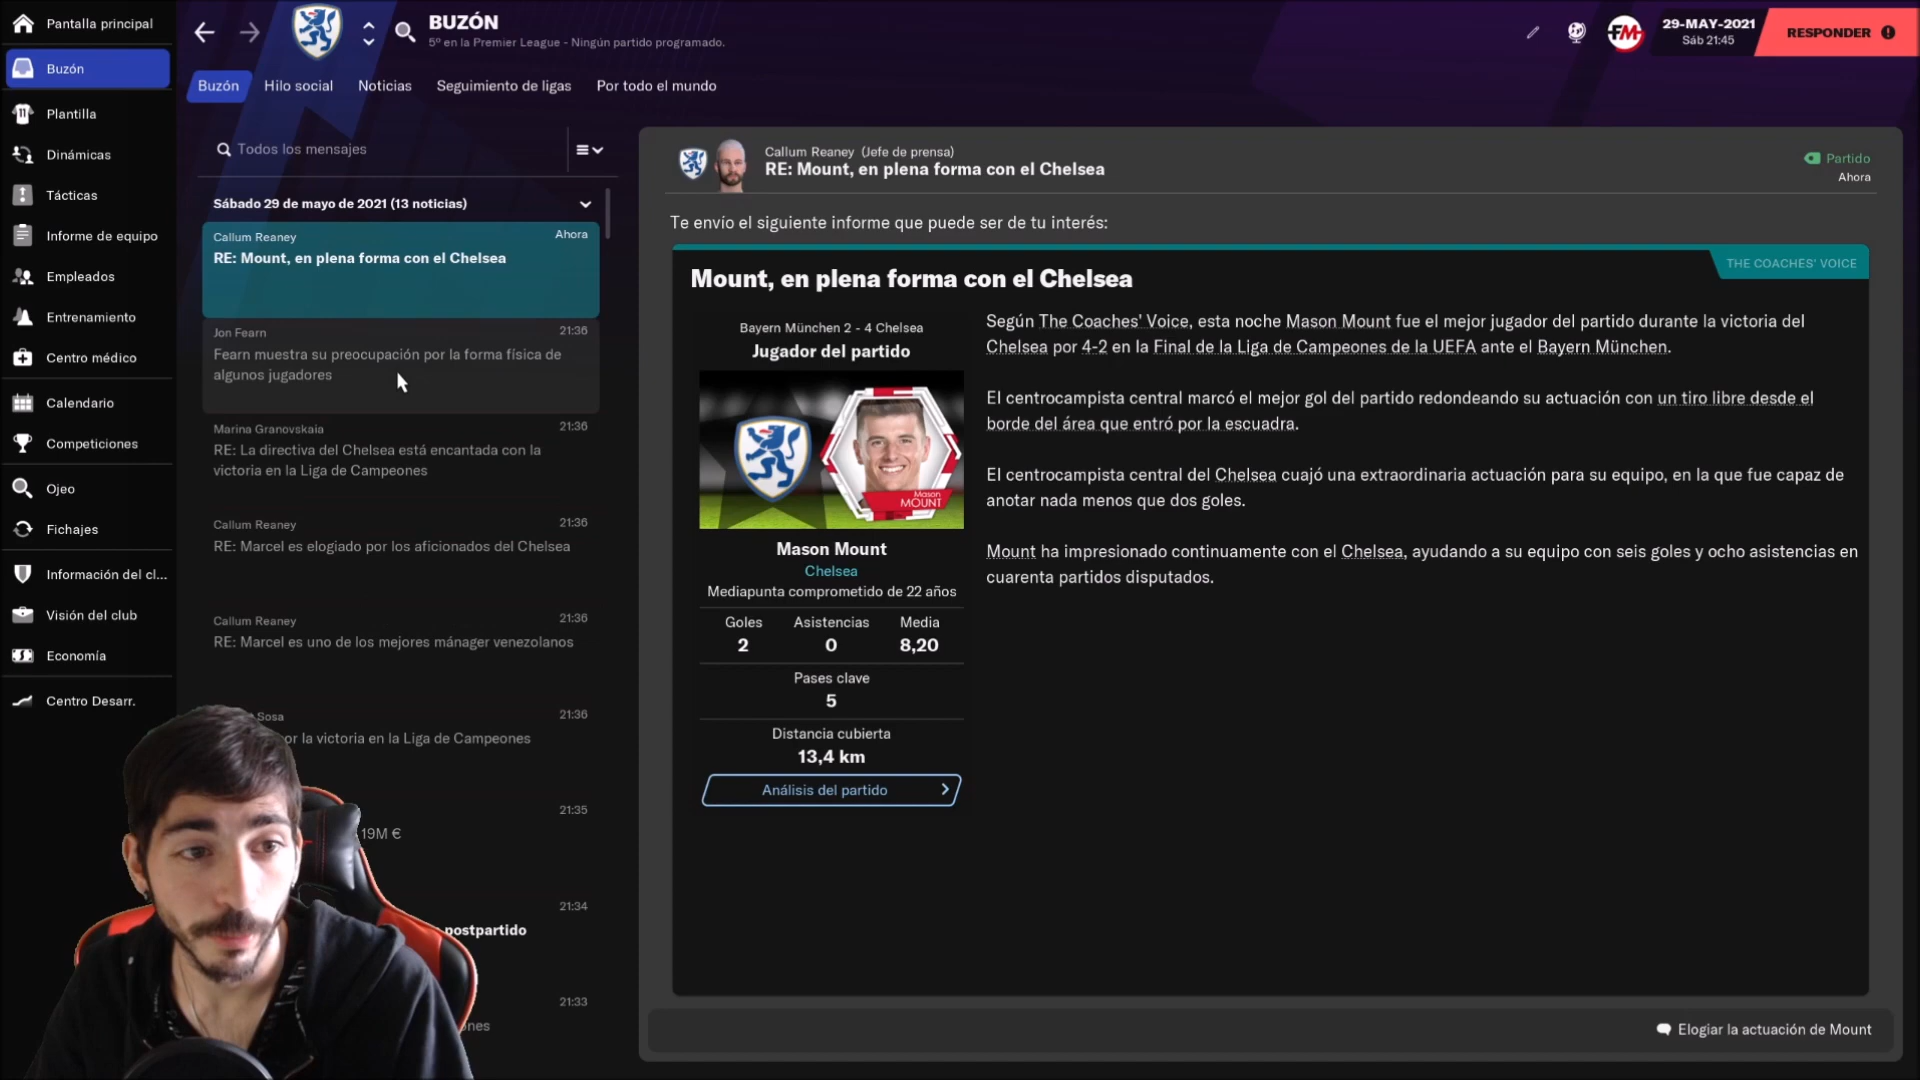 Pantalla principal
Buzón
Plantilla
Dinámicas
Tácticas
Informe de equipo
Empleados
Entrenamiento
Centro médico
Calendario
Competiciones
Ojeo
Fichajes
Información del cl...
Visión del club
Economía
Centro Desarr.
BUZÓN
5º en la Premier League - Ningún partido programado.
FM
29-MAY-2021
Sáb 21:45
RESPONDER
Buzón
Hilo social
Noticias
Seguimiento de ligas
Por todo el mundo
Todos los mensajes
Sábado 29 de mayo de 2021 (13 noticias)
Callum Reaney
Ahora
RE: Mount, en plena forma con el Chelsea
Jon Fearn
21:36
Fearn muestra su preocupación por la forma física de
algunos jugadores
Marina Granovskaia
21:36
RE: La directiva del Chelsea está encantada con la
victoria en la Liga de Campeones
Callum Reaney
21:36
RE: Marcel es elogiado por los aficionados del Chelsea
Callum Reaney
21:36
RE: Marcel es uno de los mejores mánager venezolanos
Sosa
21:36
or la victoria en la Liga de Campeones
21:35
19M €
21:34
postpartido
21:33
ones
Callum Reaney (Jefe de prensa)
RE: Mount, en plena forma con el Chelsea
Partido
Ahora
Te envío el siguiente informe que puede ser de tu interés:
THE COACHES' VOICE
Mount, en plena forma con el Chelsea
Bayern München 2 - 4 Chelsea
Jugador del partido
Mason
MOUNT
Mason Mount
Chelsea
Mediapunta comprometido de 22 años
Goles Asistencias Media
2 0 8,20
Pases clave
5
Distancia cubierta
13,4 km
Análisis del partido
Según The Coaches' Voice, esta noche Mason Mount fue el mejor jugador del partido durante la victoria del
Chelsea por 4-2 en la Final de la Liga de Campeones de la UEFA ante el Bayern München.
El centrocampista central marcó el mejor gol del partido redondeando su actuación con un tiro libre desde el
borde del área que entró por la escuadra.
El centrocampista central del Chelsea cuajó una extraordinaria actuación para su equipo, en la que fue capaz de
anotar nada menos que dos goles.
Mount ha impresionado continuamente con el Chelsea, ayudando a su equipo con seis goles y ocho asistencias en
cuarenta partidos disputados.
Elogiar la actuación de Mount